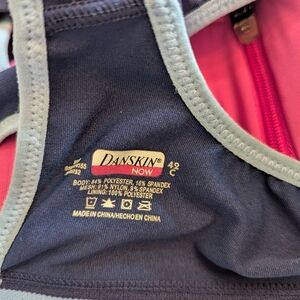 DANSKIN®
NOW
40
C
BODY: 84% POLYESTER, 16% SPANDEX
MESH: 91% NYLON, 9% SPANDEX
LINING: 100% POLYESTER
MADE IN CHINA/HECHO EN CHINA